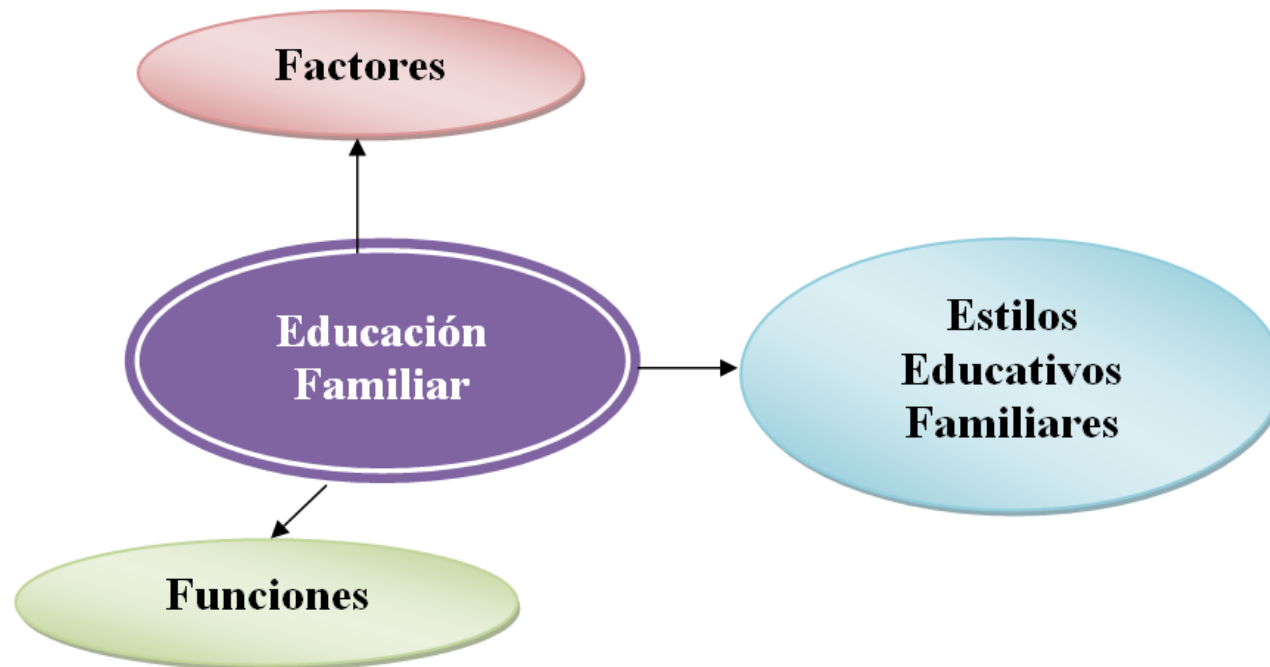 Factores
Educación
Familiar
Estilos
Educativos
Familiares
Funciones